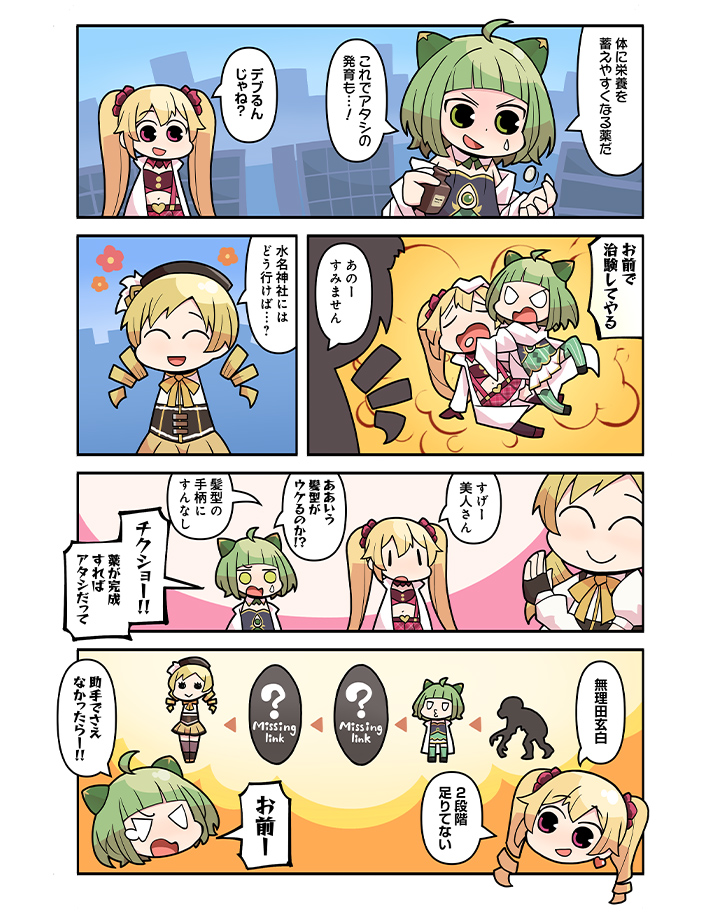 体に栄養を
蓄えやすくなる薬だ
これでアタシの
発育も…！
デブるん
じゃね？
お前で
治験してやる
あのー
すみません
水名神社には
どう行けば…？
すげー
美人さん
ああいう
髪型が
ウケるのか!?
髪型の
手柄に
すんなし
チクショー!!
薬が完成
すれば
アタシだって
無理田玄白
2段階
足りてない
?
Missing
link
?
Missing
link
お前ー
助手でさえ
なかったらー!!